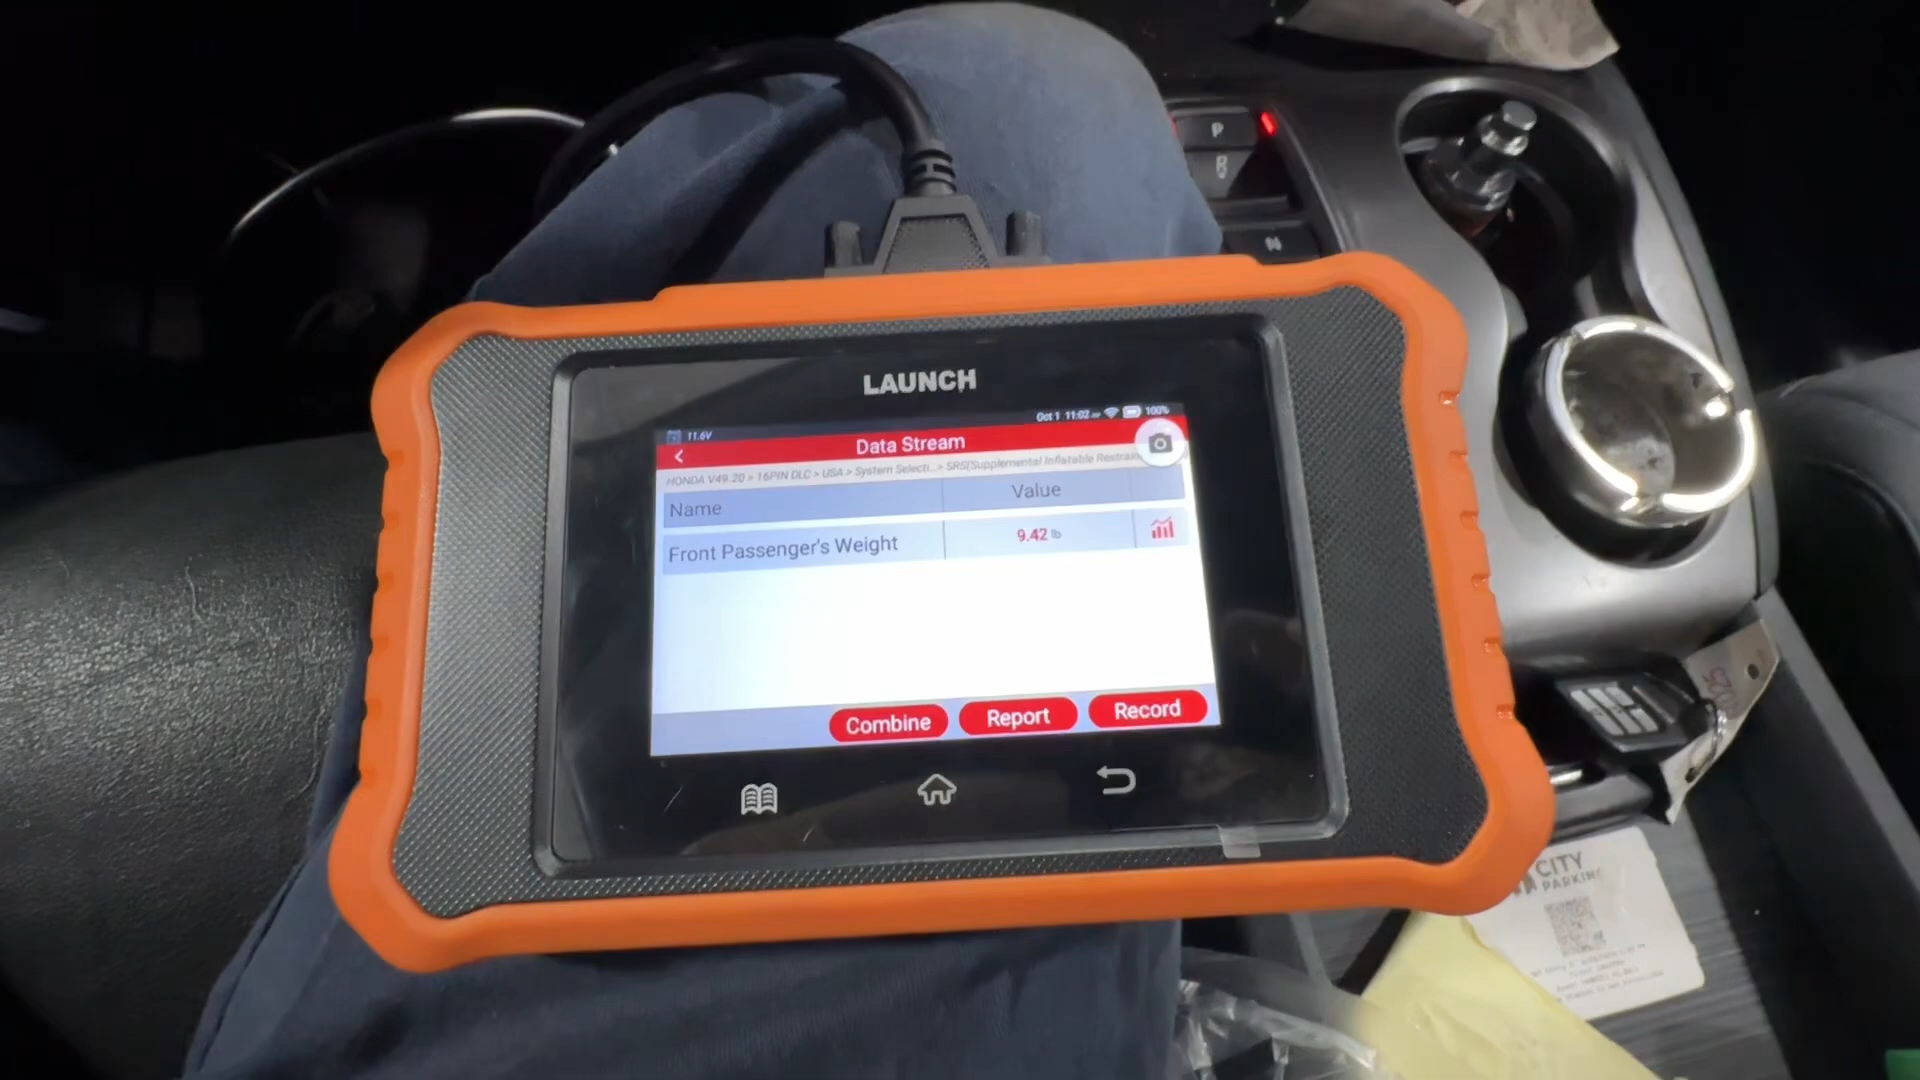 P
N
LAUNCH
11.6V
Oct 1 11:02 100%
Data Stream
HONDA V49.20 > 16PIN DLC > USA > System Selecti...> SRS(Supplemental Inflatable Restrain
Name Value
Front Passenger's Weight 9.42 lb
Combine Report Record
CITY